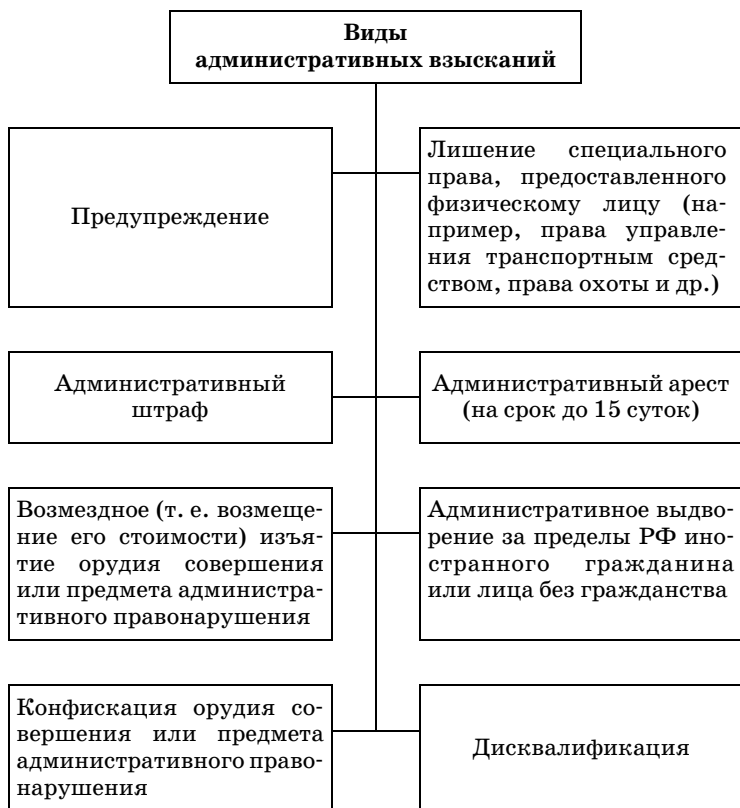 Виды
административных взысканий
Предупреждение
Лишение специального
права, предоставленного
физическому лицу (на-
пример, права управле-
ния транспортным сред-
ством, права охоты и др.)
Административный
штраф
Административный арест
(на срок до 15 суток)
Возмездное (т. е. возмеще-
ние его стоимости) изъя-
тие орудия совершения
или предмета администра-
тивного правонарушения
Административное выдво-
рение за пределы РФ ино-
странного гражданина
или лица без гражданства
Конфискация орудия со-
вершения или предмета
административного право-
нарушения
Дисквалификация